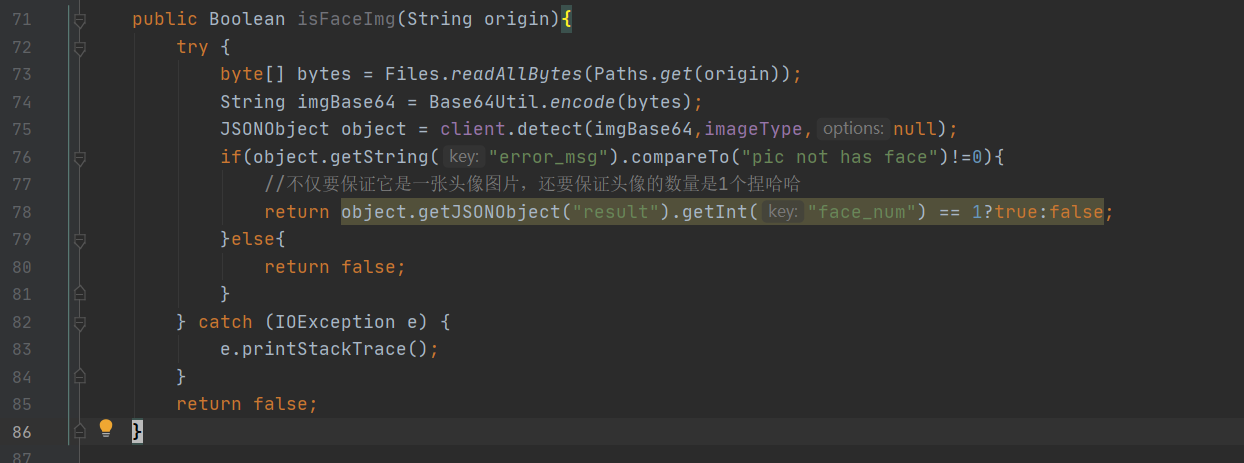 71 public Boolean isFaceImg(String origin){
72 try {
73 byte[] bytes = Files.readAllBytes(Paths.get(origin));
74 String imgBase64 = Base64Util.encode(bytes);
75 JSONObject object = client.detect(imgBase64,imageType, options: null);
76 if(object.getString( key: "error_msg").compareTo("pic not has face")!=0){
77 //不仅要保证它是一张头像图片，还要保证头像的数量是1个捏哈哈
78 return object.getJSONObject("result").getInt( key: "face_num") == 1?true:false;
79 }else{
80 return false;
81 }
82 } catch (IOException e) {
83 e.printStackTrace();
84 }
85 return false;
86 }
87